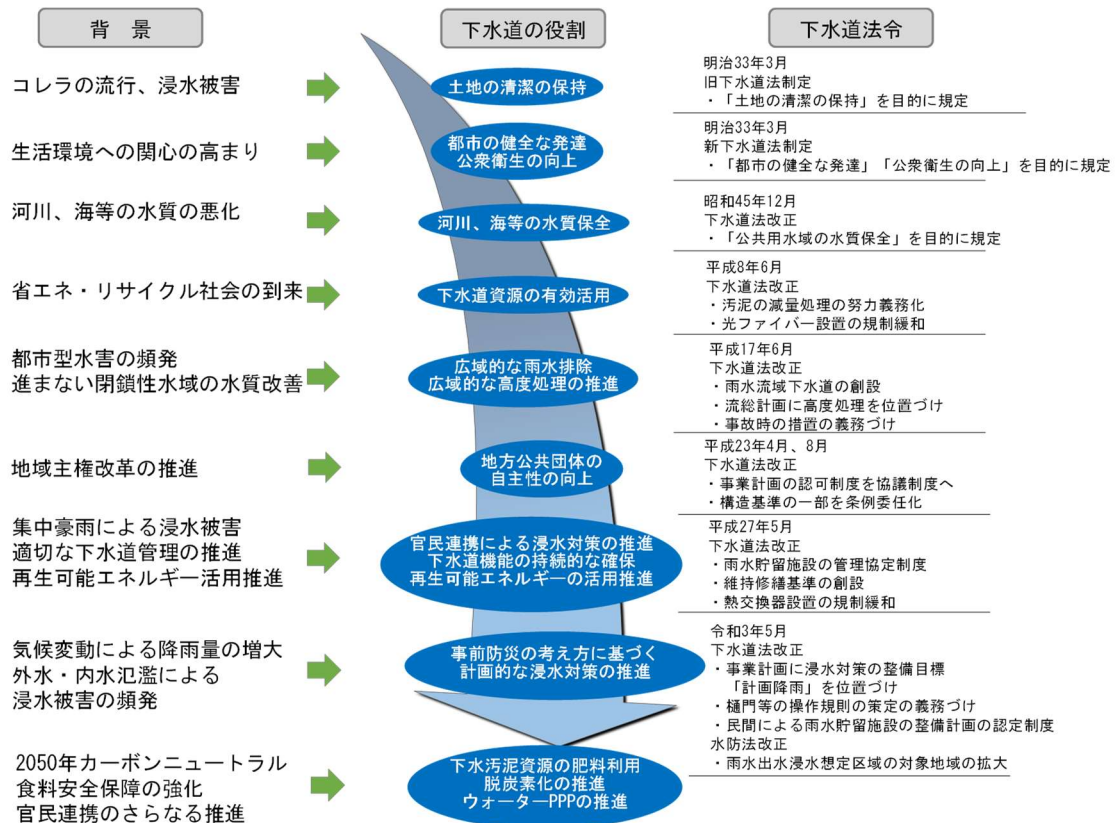 背 景
下水道の役割
下水道法令
コレラの流行、浸水被害
土地の清潔の保持
明治33年3月
旧下水道法制定
・「土地の清潔の保持」を目的に規定
生活環境への関心の高まり
都市の健全な発達
公衆衛生の向上
明治33年3月
新下水道法制定
・「都市の健全な発達」「公衆衛生の向上」を目的に規定
河川、海等の水質の悪化
河川、海等の水質保全
昭和45年12月
下水道法改正
・「公共用水域の水質保全」を目的に規定
省エネ・リサイクル社会の到来
下水道資源の有効活用
平成8年6月
下水道法改正
・汚泥の減量処理の努力義務化
・光ファイバー設置の規制緩和
都市型水害の頻発
進まない閉鎖性水域の水質改善
広域的な雨水排除
広域的な高度処理の推進
平成17年6月
下水道法改正
・雨水流域下水道の創設
・流総計画に高度処理を位置づけ
・事故時の措置の義務づけ
地域主権改革の推進
地方公共団体の
自主性の向上
平成23年4月、8月
下水道法改正
・事業計画の認可制度を協議制度へ
・構造基準の一部を条例委任化
集中豪雨による浸水被害
適切な下水道管理の推進
再生可能エネルギー活用推進
官民連携による浸水対策の推進
下水道機能の持続的な確保
再生可能エネルギーの活用推進
平成27年5月
下水道法改正
・雨水貯留施設の管理協定制度
・維持修繕基準の創設
・熱交換器設置の規制緩和
気候変動による降雨量の増大
外水・内水氾濫による
浸水被害の頻発
事前防災の考え方に基づく
計画的な浸水対策の推進
令和3年5月
下水道法改正
・事業計画に浸水対策の整備目標
「計画降雨」を位置づけ
・樋門等の操作規則の策定の義務づけ
・民間による雨水貯留施設の整備計画の認定制度
水防法改正
・雨水出水浸水想定区域の対象地域の拡大
2050年カーボンニュートラル
食料安全保障の強化
官民連携のさらなる推進
下水汚泥資源の肥料利用
脱炭素化の推進
ウォーターPPPの推進